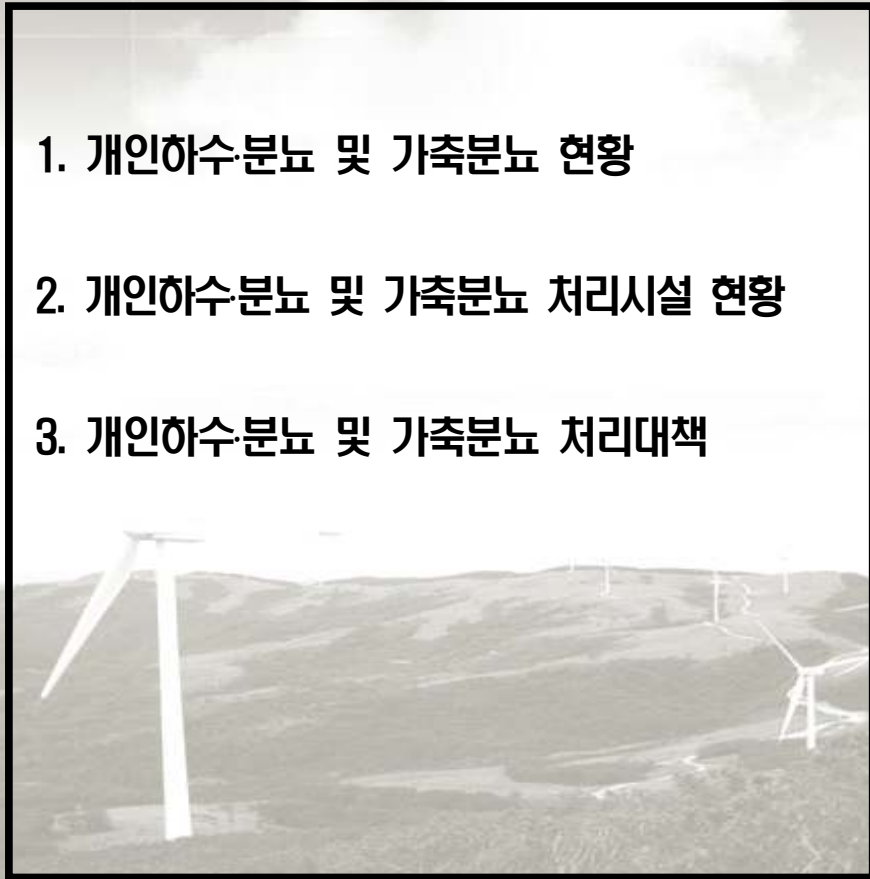 1. 개인하수·분뇨 및 가축분뇨 현황
2. 개인하수·분뇨 및 가축분뇨 처리시설 현황
3. 개인하수·분뇨 및 가축분뇨 처리대책